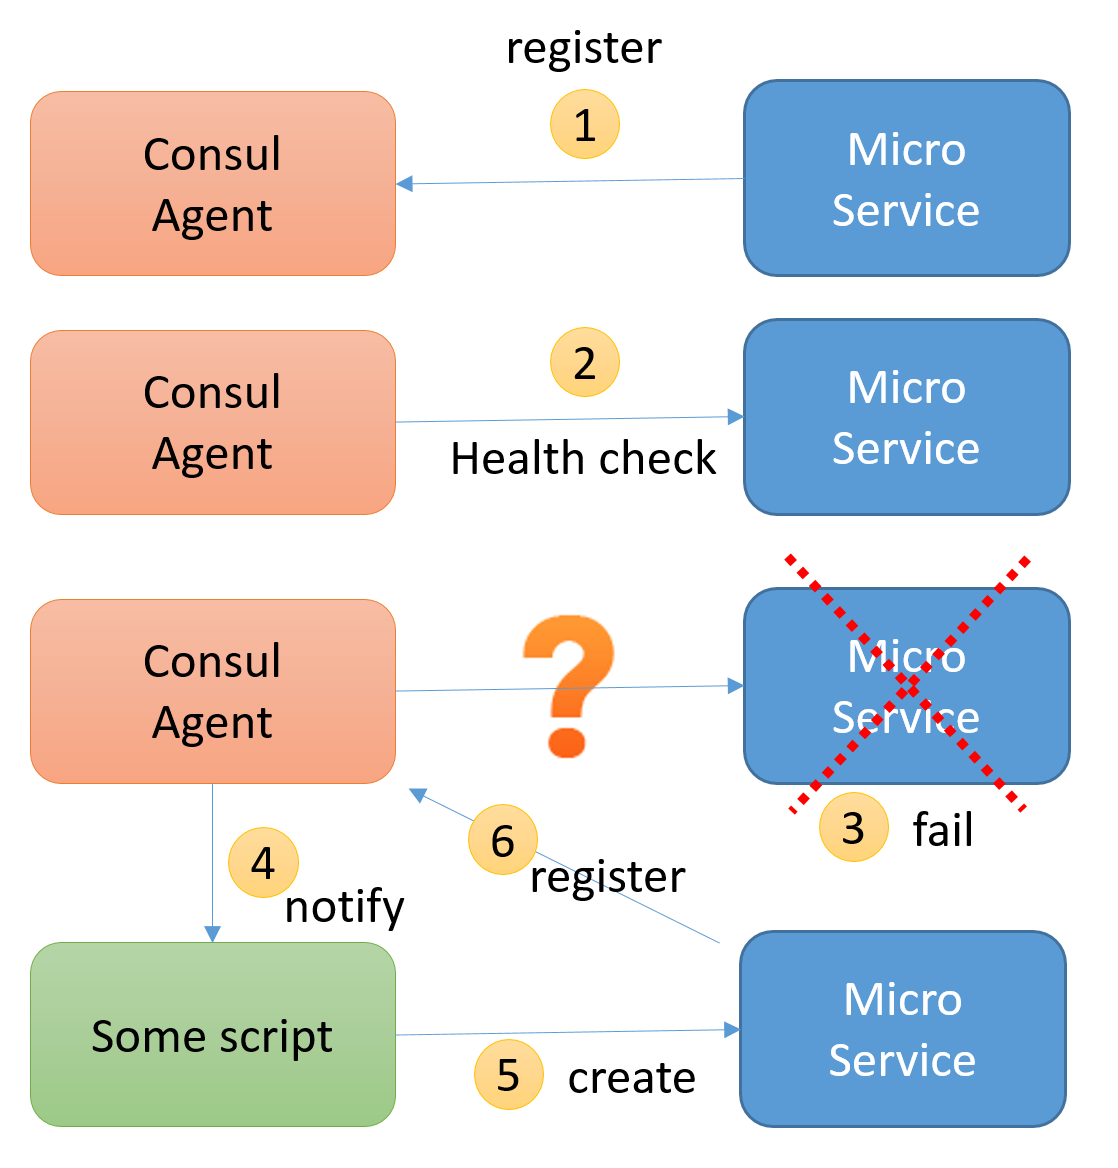 register
1
Consul
Agent
Micro
Service
2
Consul
Agent
Health check
Micro
Service
Consul
Agent
?
Micro
Service
3
fail
4
notify
6
register
Some script
5
create
Micro
Service